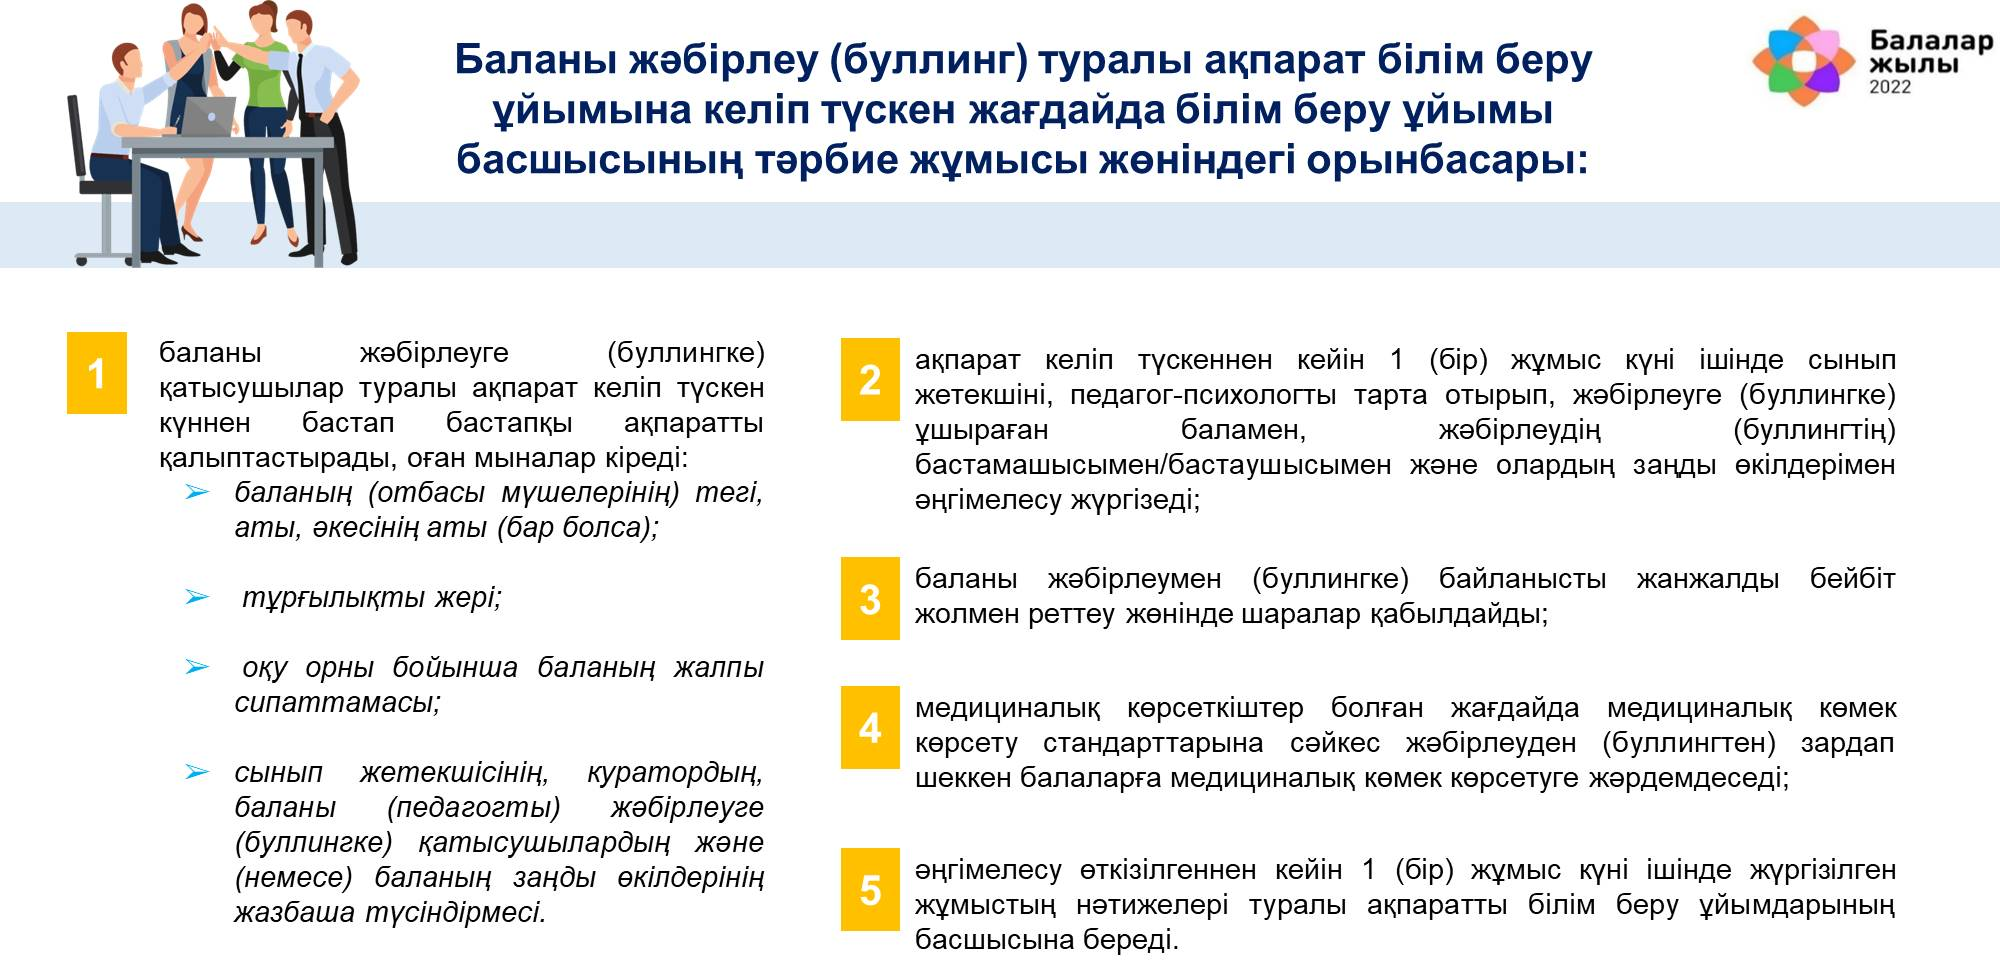 Баланы жәбірлеу (буллинг) туралы ақпарат білім беру
ұйымына келіп түскен жағдайда білім беру ұйымы
басшысының тәрбие жұмысы жөніндегі орынбасары:
Балалар
жылы
2022
1
баланы жәбірлеуге (буллингке)
қатысушылар туралы ақпарат келіп түскен
күннен бастап бастапқы ақпаратты
қалыптастырады, оған мыналар кіреді:
➢ баланың (отбасы мүшелерінің) тегі,
аты, әкесінің аты (бар болса);
➢ тұрғылықты жері;
➢ оқу орны бойынша баланың жалпы
сипаттамасы;
➢ сынып жетекшісінің, куратордың,
баланы (педагогты) жәбірлеуге
(буллингке) қатысушылардың және
(немесе) баланың заңды өкілдерінің
жазбаша түсіндірмесі.
2
ақпарат келіп түскеннен кейін 1 (бір) жұмыс күні ішінде сынып
жетекшіні, педагог-психологты тарта отырып, жәбірлеуге (буллингке)
ұшыраған баламен, жәбірлеудің (буллингтің)
бастамашысымен/бастаушысымен және олардың заңды өкілдерімен
әңгімелесу жүргізеді;
3
баланы жәбірлеумен (буллингке) байланысты жанжалды бейбіт
жолмен реттеу жөнінде шаралар қабылдайды;
4
медициналық көрсеткіштер болған жағдайда медициналық көмек
көрсету стандарттарына сәйкес жәбірлеуден (буллингтен) зардап
шеккен балаларға медициналық көмек көрсетуге жәрдемдеседі;
5
әңгімелесу өткізілгеннен кейін 1 (бір) жұмыс күні ішінде жүргізілген
жұмыстың нәтижелері туралы ақпаратты білім беру ұйымдарының
басшысына береді.